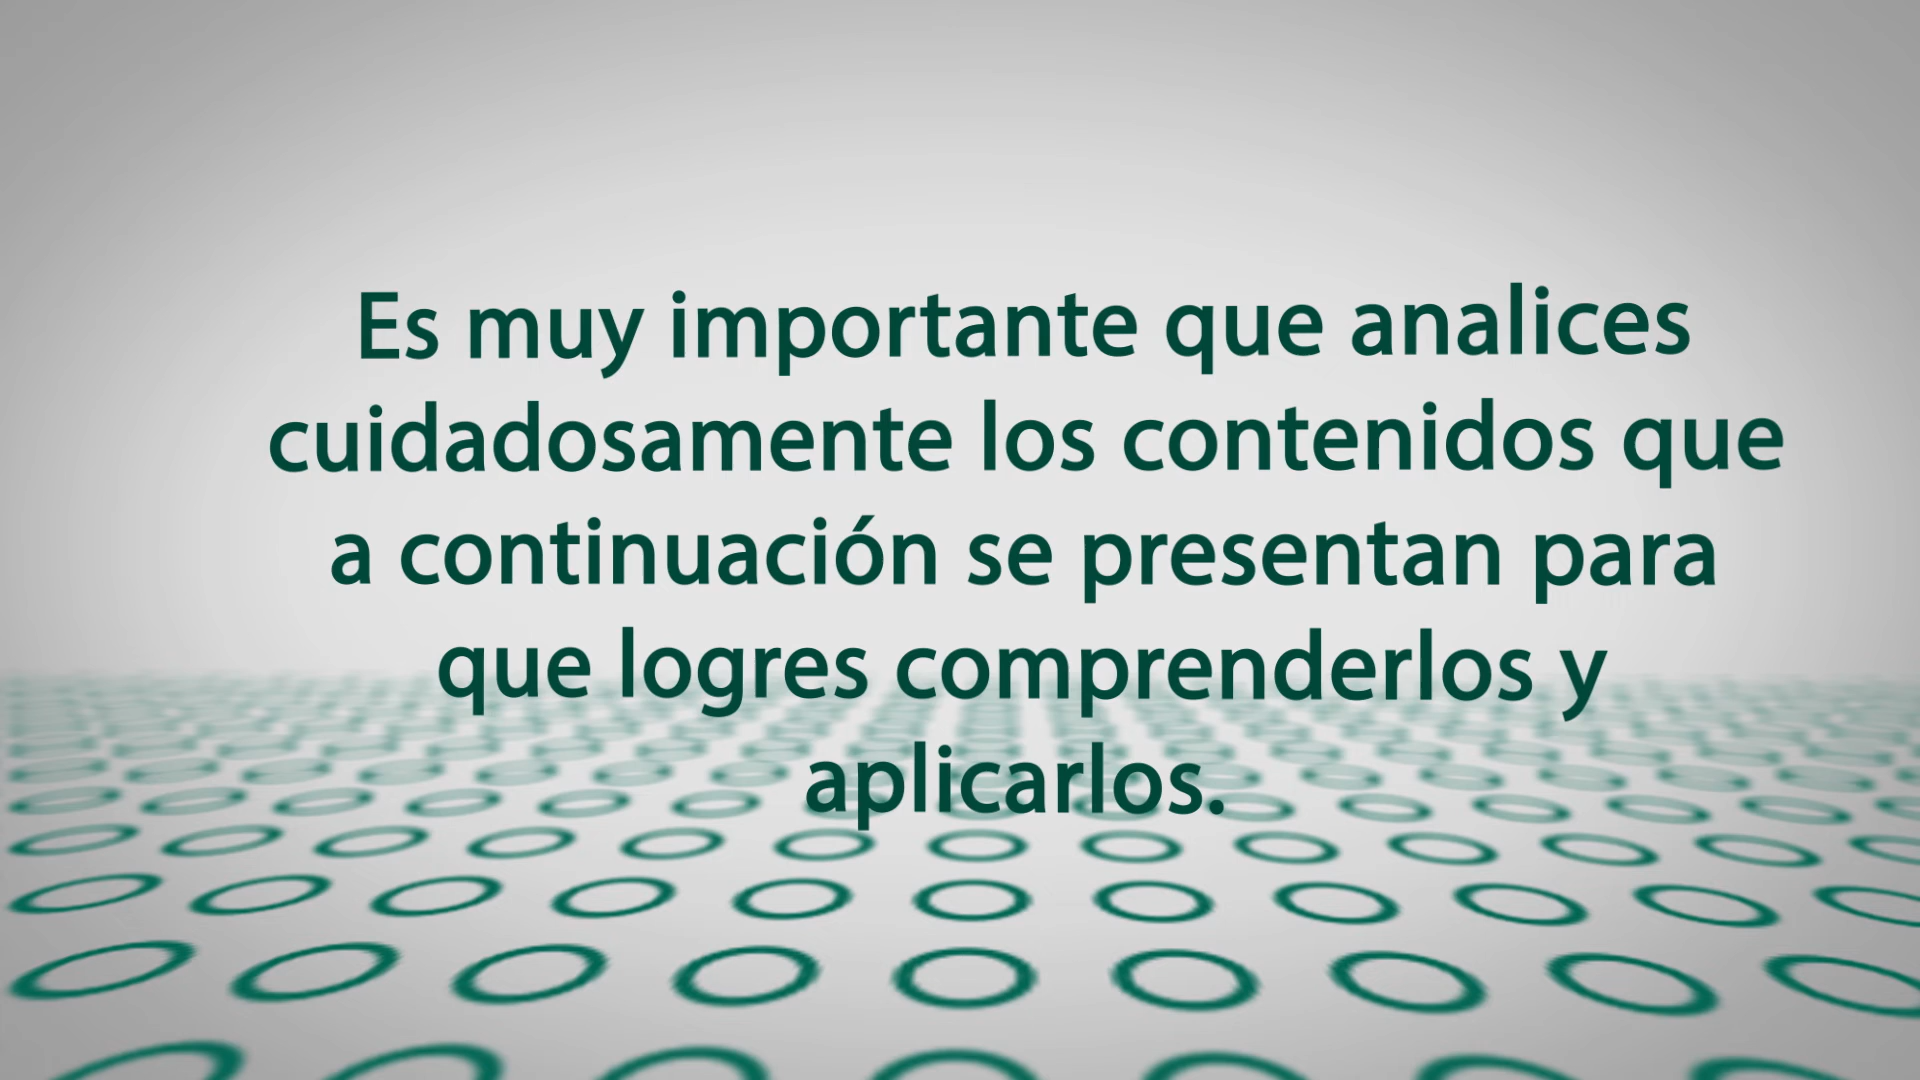 Es muy importante que analices
cuidadosamente los contenidos que
a continuación se presentan para
que logres comprenderlos y
aplicarlos.